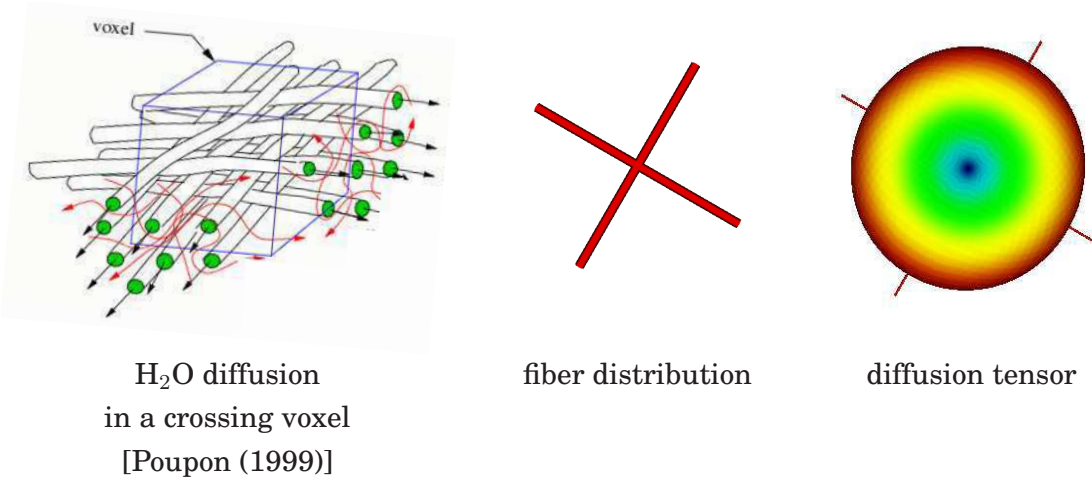 voxel
H₂O diffusion
in a crossing voxel
[Poupon (1999)]
fiber distribution
diffusion tensor